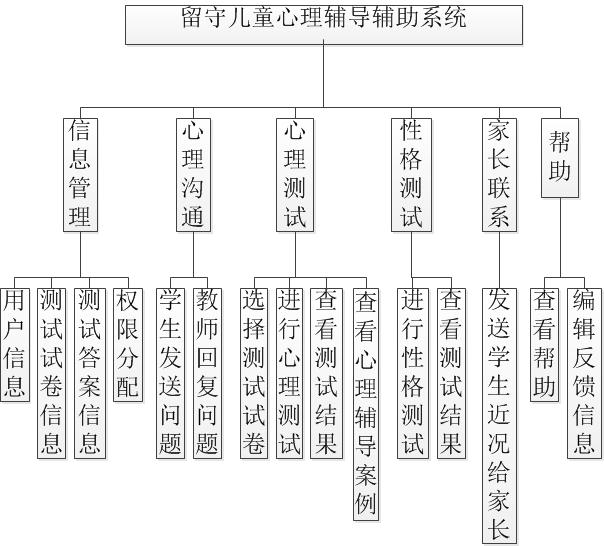 留守儿童心理辅导辅助系统
信息管理
心理沟通
心理测试
性格测试
家长联系
帮助
用户信息
测试试卷信息
测试答案信息
权限分配
学生发送问题
教师回复问题
选择测试试卷
进行心理测试
查看测试结果
查看心理辅导案例
进行性格测试
查看测试结果
发送学生近况给家长
查看帮助
编辑反馈信息